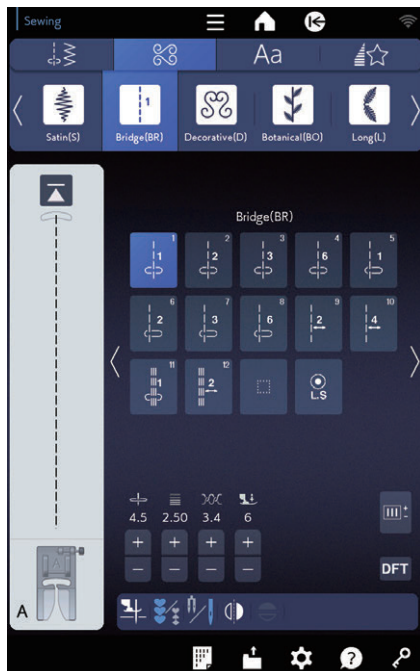 Sewing
Aa
1
Satin(S) Bridge(BR) Decorative(D) Botanical(BO) Long(L)
Bridge(BR)
1 2 3 4 5
1 2 3 6 1
6 7 8 9 10
2 3 6 2 4
11 12
1 2 L.S
4.5 2.50 3.4 6
+ + + +
− − − −
DFT
A